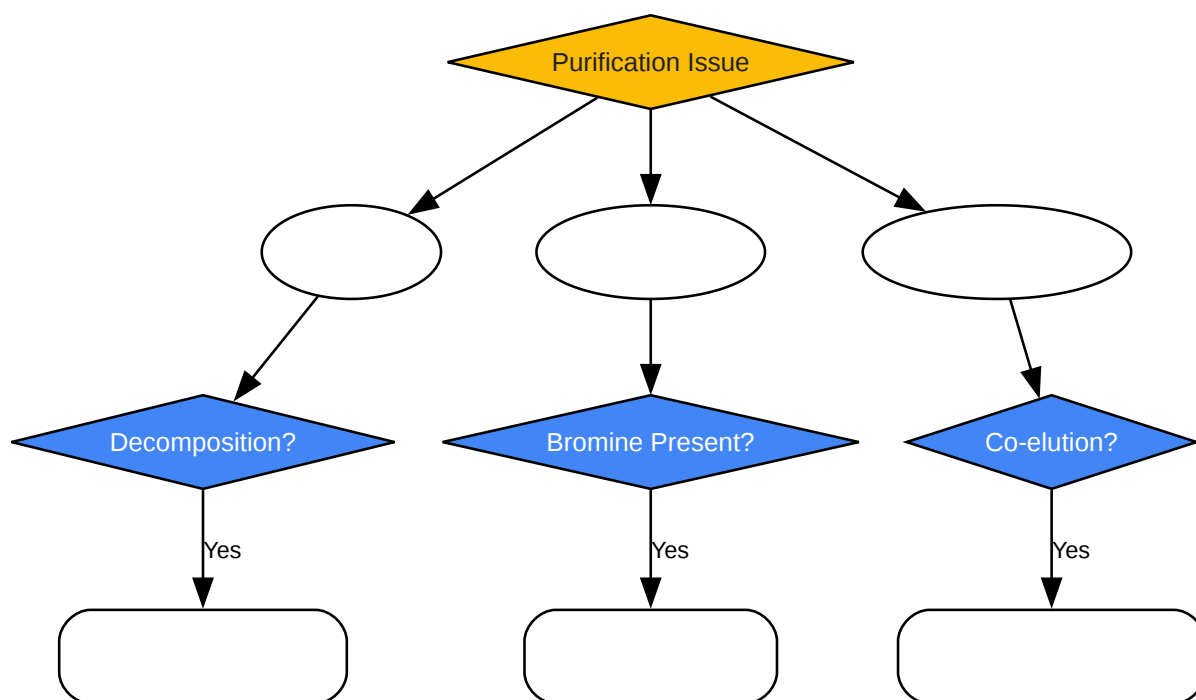 Purification Issue
Decomposition?
Bromine Present?
Co-elution?
Yes
Yes
Yes